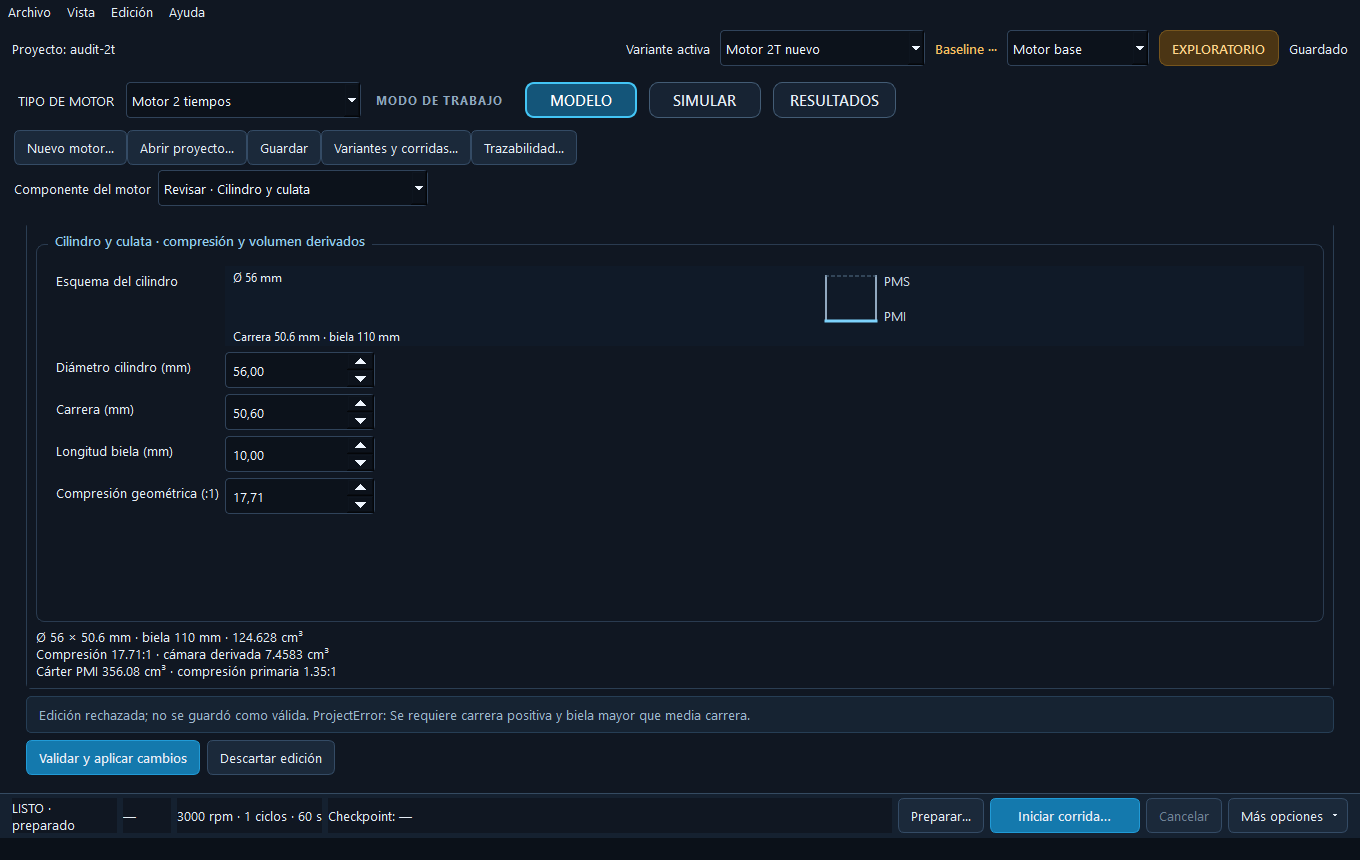 Archivo Vista Edición Ayuda
Proyecto: audit-2t Variante activa Motor 2T nuevo Baseline ··· Motor base EXPLORATORIO Guardado
TIPO DE MOTOR Motor 2 tiempos MODO DE TRABAJO MODELO SIMULAR RESULTADOS
Nuevo motor... Abrir proyecto... Guardar Variantes y corridas... Trazabilidad...
Componente del motor Revisar · Cilindro y culata
Cilindro y culata · compresión y volumen derivados
Esquema del cilindro Ø 56 mm PMS
PMI
Carrera 50.6 mm · biela 110 mm
Diámetro cilindro (mm) 56,00
Carrera (mm) 50,60
Longitud biela (mm) 10,00
Compresión geométrica (:1) 17,71
Ø 56 × 50.6 mm · biela 110 mm · 124.628 cm³
Compresión 17.71:1 · cámara derivada 7.4583 cm³
Cárter PMI 356.08 cm³ · compresión primaria 1.35:1
Edición rechazada; no se guardó como válida. ProjectError: Se requiere carrera positiva y biela mayor que media carrera.
Validar y aplicar cambios Descartar edición
LISTO ·
preparado — 3000 rpm · 1 ciclos · 60 s Checkpoint: — Preparar... Iniciar corrida... Cancelar Más opciones